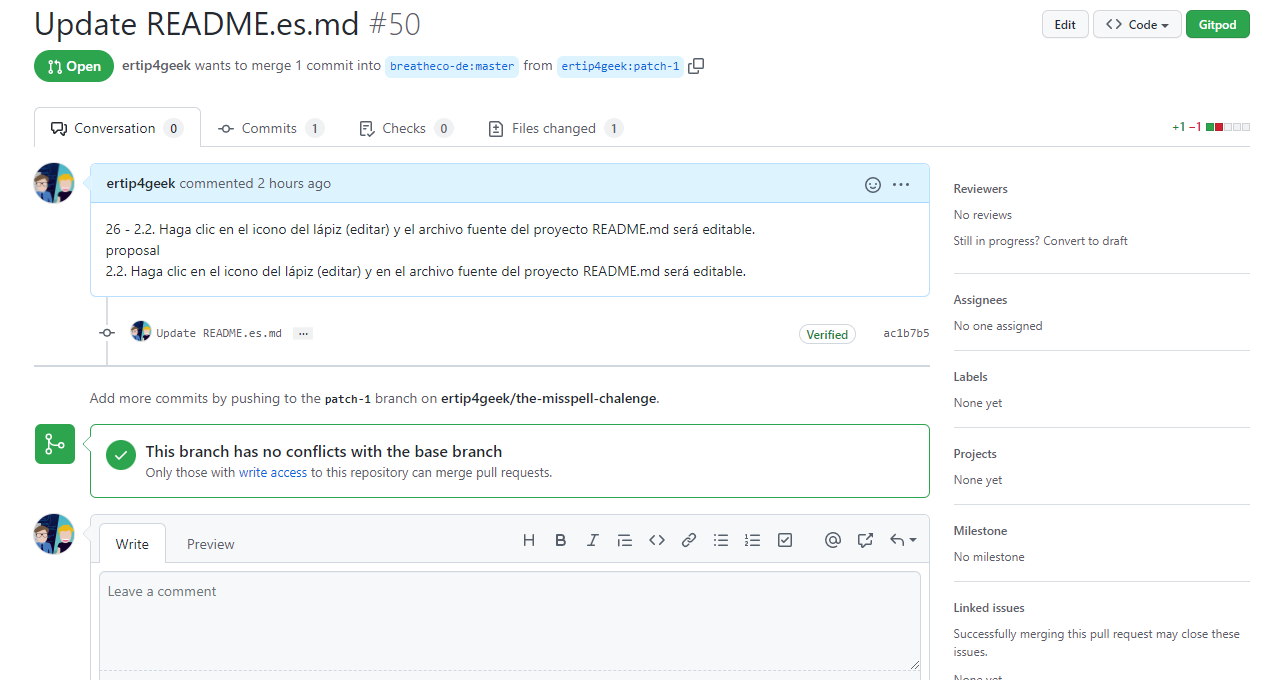 Update README.es.md #50
Edit
Code
Gitpod
Open
ertip4geek wants to merge 1 commit into breatheco-de:master from ertip4geek:patch-1
Conversation 0
Commits 1
Checks 0
Files changed 1
+1 −1
ertip4geek commented 2 hours ago
26 - 2.2. Haga clic en el icono del lápiz (editar) y el archivo fuente del proyecto README.md será editable.
proposal
2.2. Haga clic en el icono del lápiz (editar) y en el archivo fuente del proyecto README.md será editable.
Update README.es.md ...
Verified
ac1b7b5
Add more commits by pushing to the patch-1 branch on ertip4geek/the-misspell-chalenge.
This branch has no conflicts with the base branch
Only those with write access to this repository can merge pull requests.
Write
Preview
Leave a comment
Reviewers
No reviews
Still in progress? Convert to draft
Assignees
No one assigned
Labels
None yet
Projects
None yet
Milestone
No milestone
Linked issues
Successfully merging this pull request may close these
issues.
None yet